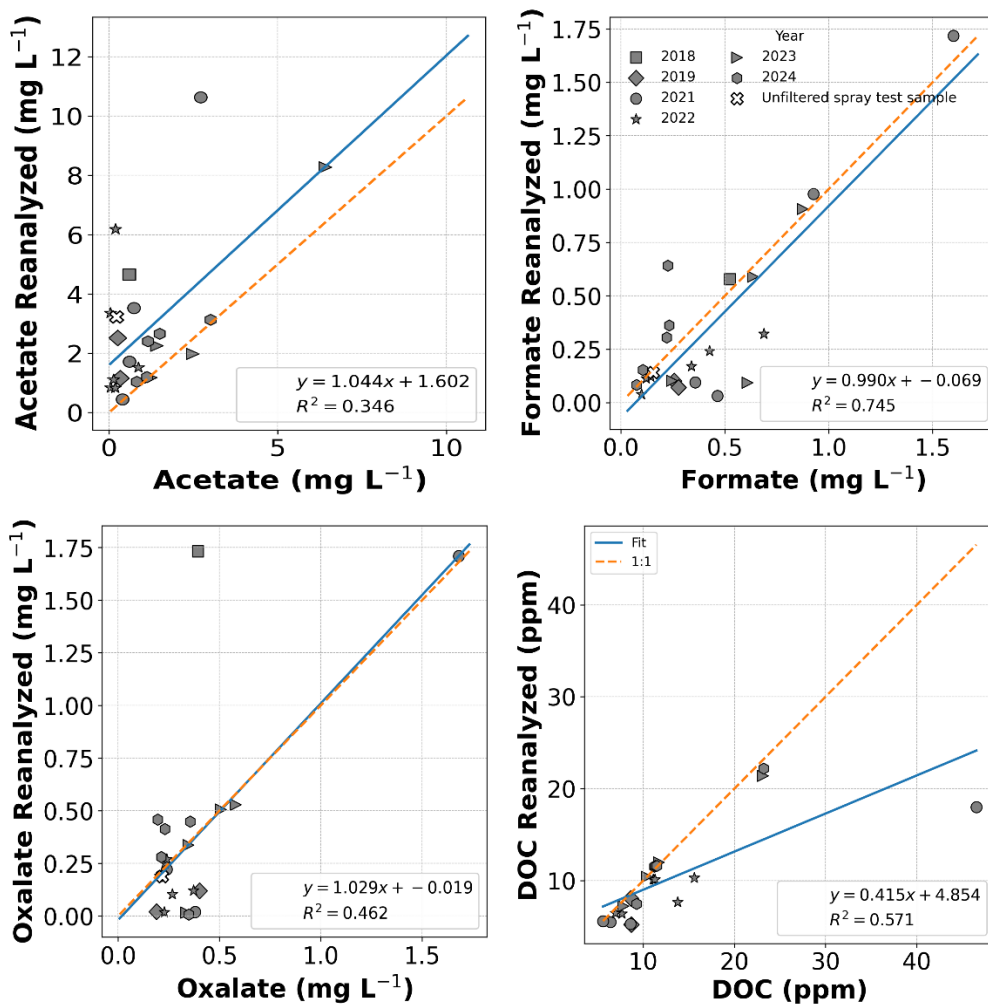 Acetate Reanalyzed (mg L⁻¹)
12
10
8
6
4
2
0
y = 1.044x + 1.602
R² = 0.346
0
5
10
Acetate (mg L⁻¹)
Formate Reanalyzed (mg L⁻¹)
1.75
1.50
1.25
1.00
0.75
0.50
0.25
0.00
Year
2018
2019
2021
2022
2023
2024
Unfiltered spray test sample
y = 0.990x + −0.069
R² = 0.745
0.0
0.5
1.0
1.5
Formate (mg L⁻¹)
Oxalate Reanalyzed (mg L⁻¹)
1.75
1.50
1.25
1.00
0.75
0.50
0.25
0.00
y = 1.029x + −0.019
R² = 0.462
0.0
0.5
1.0
1.5
Oxalate (mg L⁻¹)
DOC Reanalyzed (ppm)
40
30
20
10
Fit
1:1
y = 0.415x + 4.854
R² = 0.571
10
20
30
40
DOC (ppm)